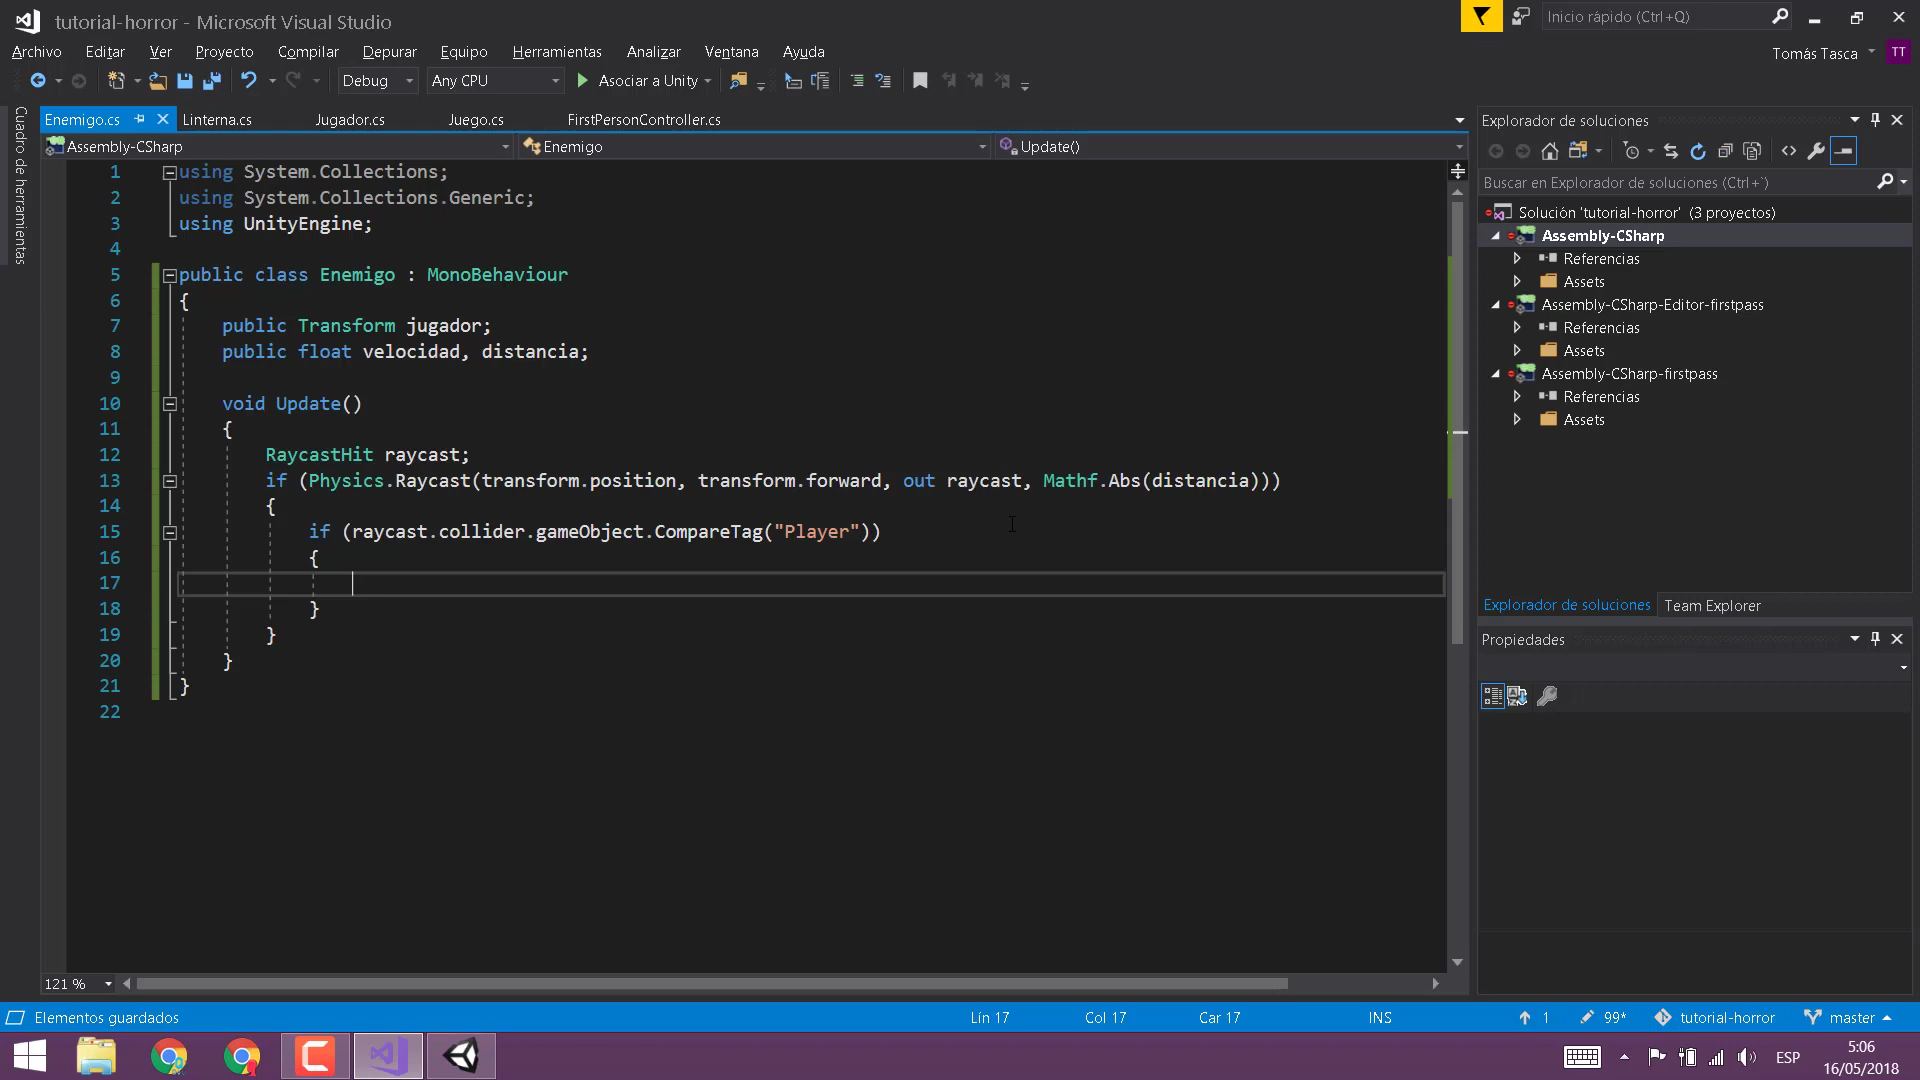 tutorial-horror - Microsoft Visual Studio
Inicio rápido (Ctrl+Q)
Archivo Editar Ver Proyecto Compilar Depurar Equipo Herramientas Analizar Ventana Ayuda
Tomás Tasca TT
Debug Any CPU Asociar a Unity
Cuadro de herramientas
Enemigo.cs Linterna.cs Jugador.cs Juego.cs FirstPersonController.cs
Assembly-CSharp Enemigo Update()
1 using System.Collections;
2 using System.Collections.Generic;
3 using UnityEngine;
4
5 public class Enemigo : MonoBehaviour
6 {
7 public Transform jugador;
8 public float velocidad, distancia;
9
10 void Update()
11 {
12 RaycastHit raycast;
13 if (Physics.Raycast(transform.position, transform.forward, out raycast, Mathf.Abs(distancia)))
14 {
15 if (raycast.collider.gameObject.CompareTag("Player"))
16 {
17
18 }
19 }
20 }
21 }
22
121 %
Explorador de soluciones
Buscar en Explorador de soluciones (Ctrl+`)
Solución 'tutorial-horror' (3 proyectos)
Assembly-CSharp
Referencias
Assets
Assembly-CSharp-Editor-firstpass
Referencias
Assets
Assembly-CSharp-firstpass
Referencias
Assets
Explorador de soluciones Team Explorer
Propiedades
Elementos guardados Lín 17 Col 17 Car 17 INS 1 99* tutorial-horror master
ESP
5:06
16/05/2018